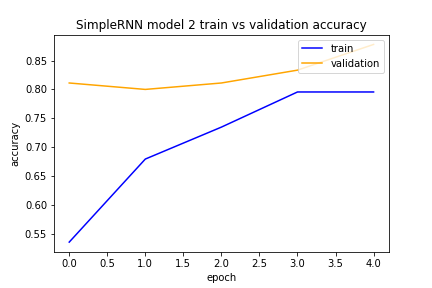 SimpleRNN model 2 train vs validation accuracy
train
validation
accuracy
0.85
0.80
0.75
0.70
0.65
0.60
0.55
0.0 0.5 1.0 1.5 2.0 2.5 3.0 3.5 4.0
epoch